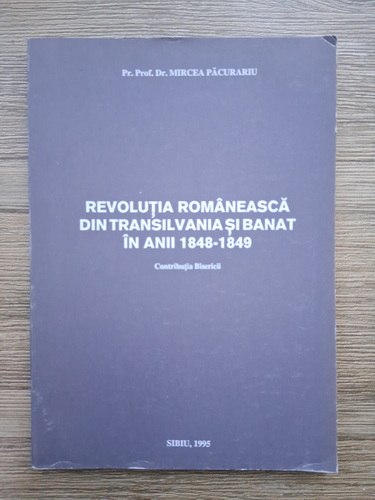 Pr. Prof. Dr. MIRCEA PĂCURARIU
REVOLUȚIA ROMÂNEASCĂ
DIN TRANSILVANIA ȘI BANAT
ÎN ANII 1848-1849
Contribuția Bisericii
SIBIU, 1995